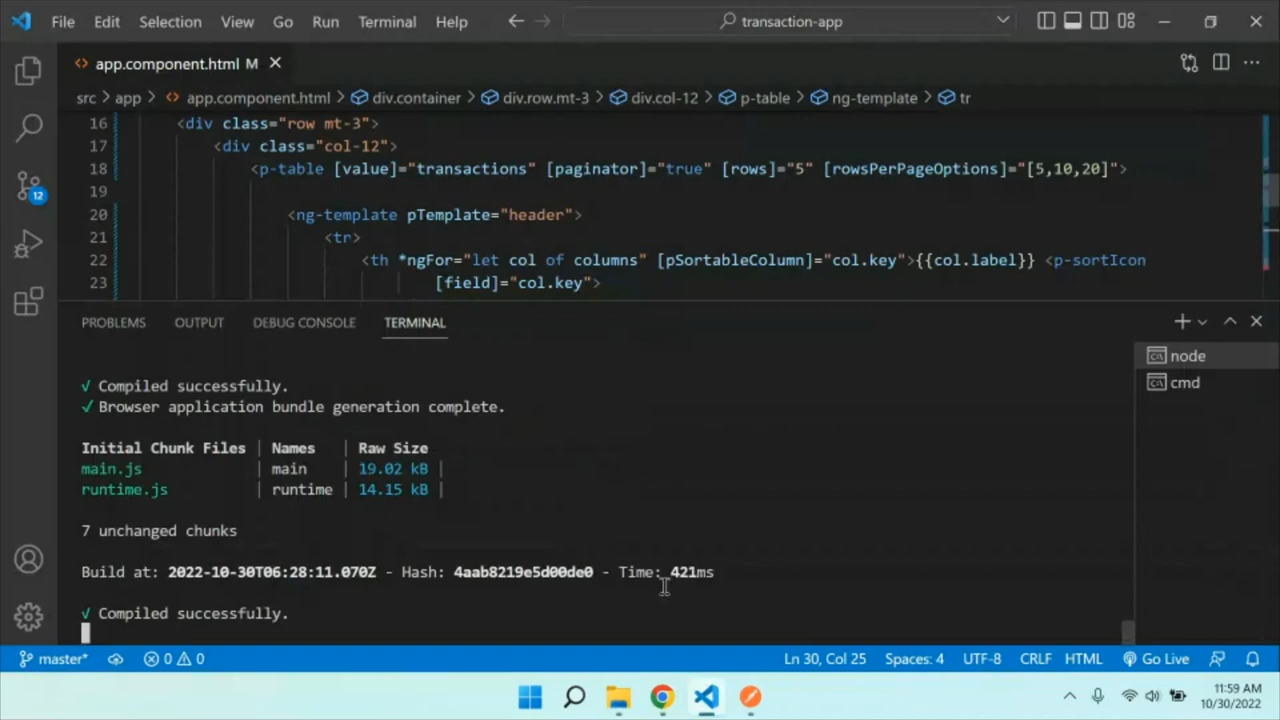 File Edit Selection View Go Run Terminal Help transaction-app
app.component.html M
src > app > app.component.html > div.container > div.row.mt-3 > div.col-12 > p-table > ng-template > tr
16 <div class="row mt-3">
17 <div class="col-12">
18 <p-table [value]="transactions" [paginator]="true" [rows]="5" [rowsPerPageOptions]="[5,10,20]">
19
20 <ng-template pTemplate="header">
21 <tr>
22 <th *ngFor="let col of columns" [pSortableColumn]="col.key">{{col.label}} <p-sortIcon
23 [field]="col.key">
PROBLEMS OUTPUT DEBUG CONSOLE TERMINAL
node
cmd
√ Compiled successfully.
√ Browser application bundle generation complete.
Initial Chunk Files | Names | Raw Size
main.js | main | 19.02 kB |
runtime.js | runtime | 14.15 kB |
7 unchanged chunks
Build at: 2022-10-30T06:28:11.070Z - Hash: 4aab8219e5d00de0 - Time: 421ms
√ Compiled successfully.
12
master* 0 0 Ln 30, Col 25 Spaces: 4 UTF-8 CRLF HTML Go Live
11:59 AM
10/30/2022